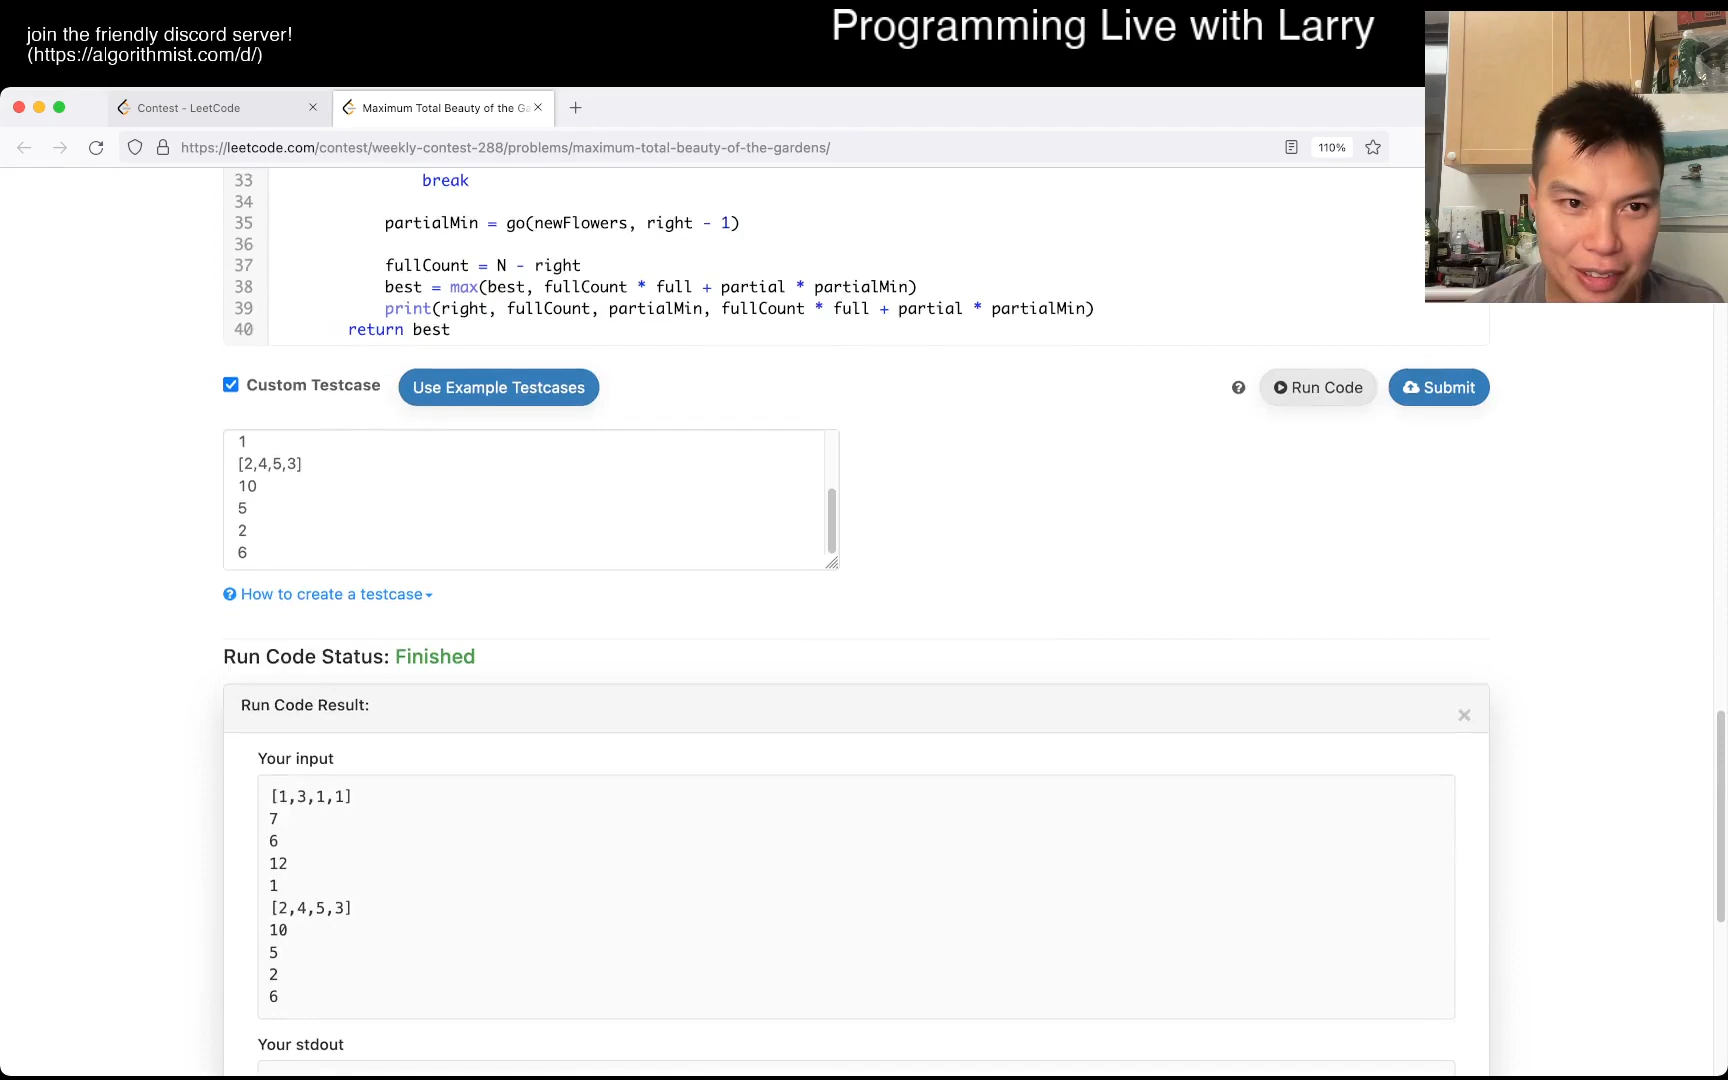 join the friendly discord server!
(https://algorithmist.com/d/)
Programming Live with Larry
Contest - LeetCode
Maximum Total Beauty of the Ga
https://leetcode.com/contest/weekly-contest-288/problems/maximum-total-beauty-of-the-gardens/
110%
33 break
34
35 partialMin = go(newFlowers, right - 1)
36
37 fullCount = N - right
38 best = max(best, fullCount * full + partial * partialMin)
39 print(right, fullCount, partialMin, fullCount * full + partial * partialMin)
40 return best
Custom Testcase
Use Example Testcases
Run Code
Submit
1
[2,4,5,3]
10
5
2
6
How to create a testcase
Run Code Status: Finished
Run Code Result:
Your input
[1,3,1,1]
7
6
12
1
[2,4,5,3]
10
5
2
6
Your stdout